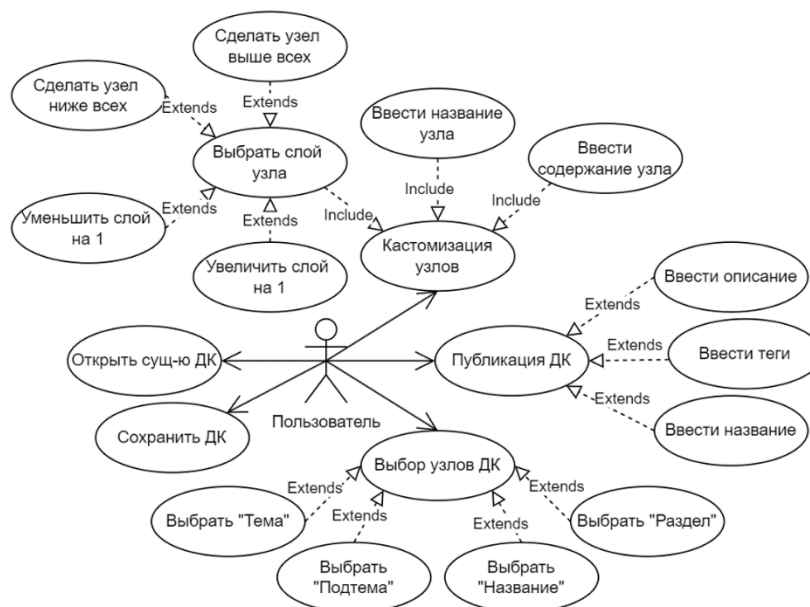 Сделать узел
выше всех
Сделать узел
ниже всех
Extends
Extends
Ввести название
узла
Ввести
содержание узла
Выбрать слой
узла
Уменьшить слой
на 1
Extends
Extends
Include
Include
Include
Увеличить слой
на 1
Кастомизация
узлов
Ввести описание
Extends
Открыть сущ-ю ДК
Публикация ДК
Extends
Ввести теги
Extends
Пользователь
Сохранить ДК
Ввести название
Выбор узлов ДК
Extends
Extends
Выбрать "Тема"
Extends
Extends
Выбрать "Раздел"
Выбрать
"Подтема"
Выбрать
"Название"